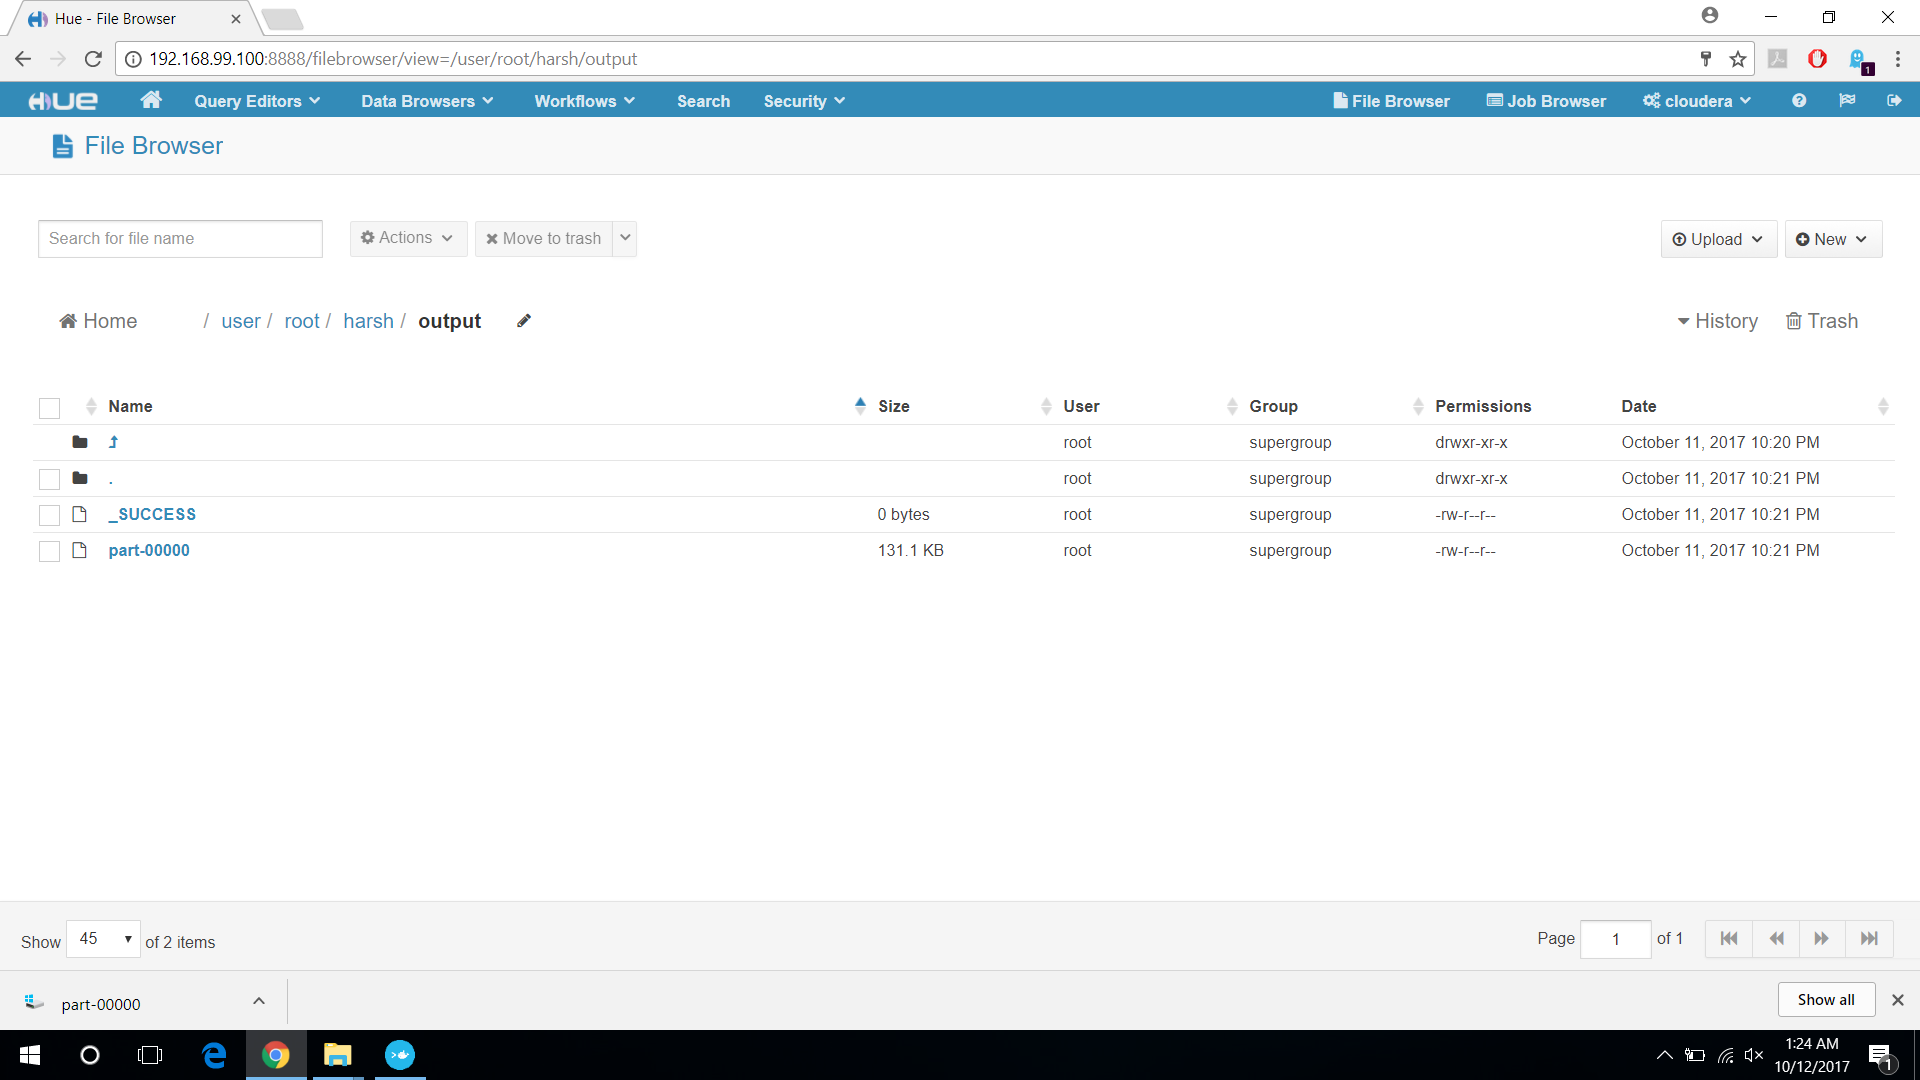 Hue - File Browser
192.168.99.100:8888/filebrowser/view=/user/root/harsh/output
1
HUE Query Editors Data Browsers Workflows Search Security File Browser Job Browser cloudera
File Browser
Search for file name Actions Move to trash Upload New
Home / user / root / harsh / output History Trash
Name Size User Group Permissions Date
root supergroup drwxr-xr-x October 11, 2017 10:20 PM
. root supergroup drwxr-xr-x October 11, 2017 10:21 PM
_SUCCESS 0 bytes root supergroup -rw-r--r-- October 11, 2017 10:21 PM
part-00000 131.1 KB root supergroup -rw-r--r-- October 11, 2017 10:21 PM
Show 45 of 2 items Page 1 of 1
part-00000 Show all
1:24 AM
10/12/2017
1